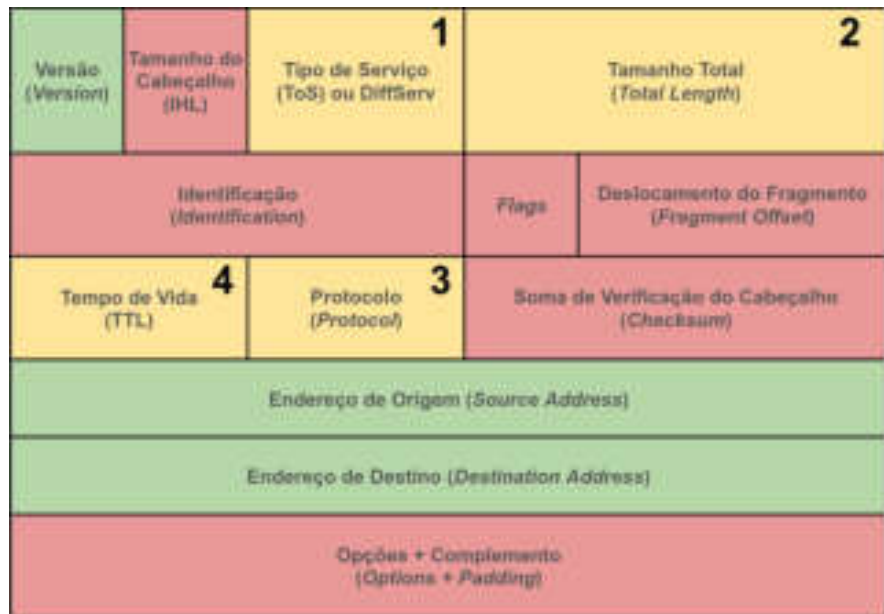 Versão
(Version)
Tamanho do
Cabeçalho
(IHL)
1
Tipo de Serviço
(ToS) ou DiffServ
2
Tamanho Total
(Total Length)
Identificação
(Identification)
Flags
Deslocamento do Fragmento
(Fragment Offset)
4
Tempo de Vida
(TTL)
3
Protocolo
(Protocol)
Soma de Verificação do Cabeçalho
(Checksum)
Endereço de Origem (Source Address)
Endereço de Destino (Destination Address)
Opções + Complemento
(Options + Padding)